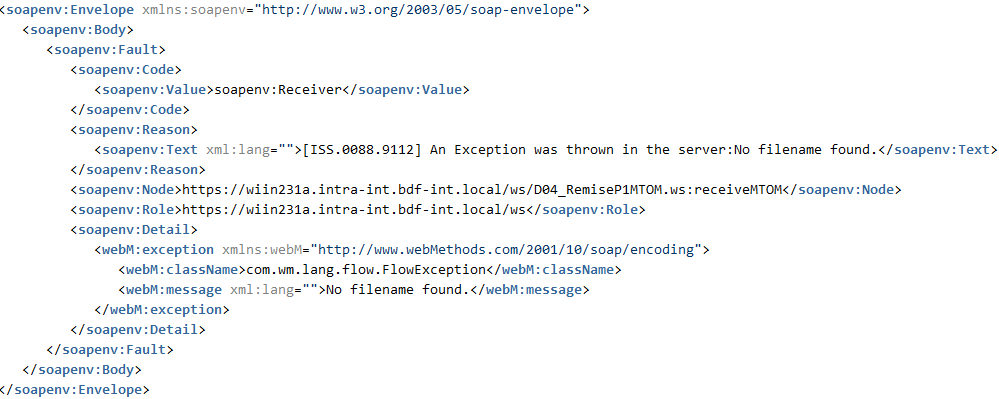 <soapenv:Envelope xmlns:soapenv="http://www.w3.org/2003/05/soap-envelope">
<soapenv:Body>
<soapenv:Fault>
<soapenv:Code>
<soapenv:Value>soapenv:Receiver</soapenv:Value>
</soapenv:Code>
<soapenv:Reason>
<soapenv:Text xml:lang="">[ISS.0088.9112] An Exception was thrown in the server:No filename found.</soapenv:Text>
</soapenv:Reason>
<soapenv:Node>https://wiin231a.intra-int.bdf-int.local/ws/D04_RemiseP1MTOM.ws:receiveMTOM</soapenv:Node>
<soapenv:Role>https://wiin231a.intra-int.bdf-int.local/ws</soapenv:Role>
<soapenv:Detail>
<webM:exception xmlns:webM="http://www.webMethods.com/2001/10/soap/encoding">
<webM:className>com.wm.lang.flow.FlowException</webM:className>
<webM:message xml:lang="">No filename found.</webM:message>
</webM:exception>
</soapenv:Detail>
</soapenv:Fault>
</soapenv:Body>
</soapenv:Envelope>